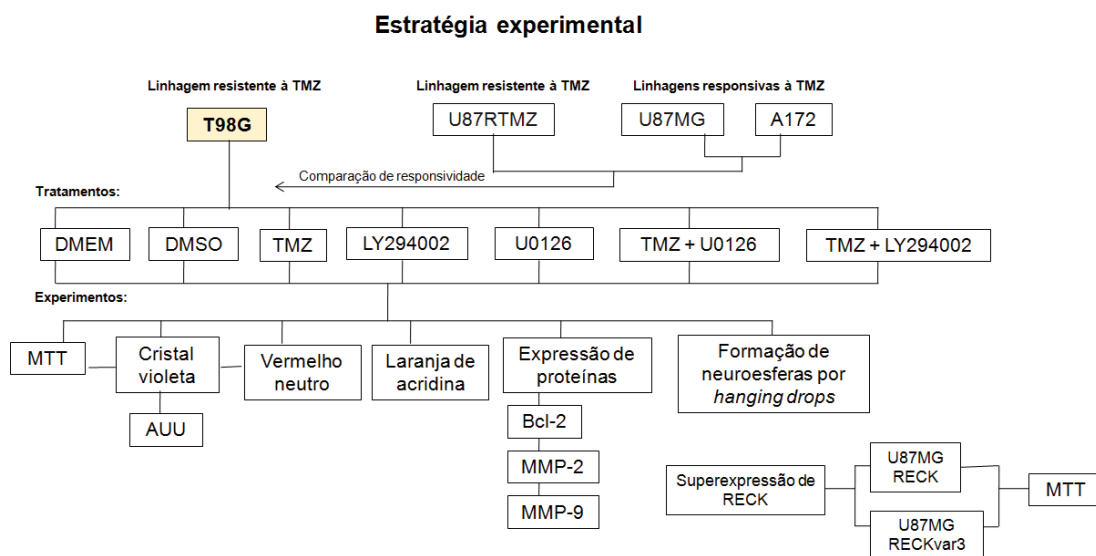 Estratégia experimental
Linhagem resistente à TMZ
Linhagem resistente à TMZ
Linhagens responsivas à TMZ
T98G
U87RTMZ
U87MG
A172
Comparação de responsividade
Tratamentos:
DMEM
DMSO
TMZ
LY294002
U0126
TMZ + U0126
TMZ + LY294002
Experimentos:
MTT
Cristal
violeta
Vermelho
neutro
Laranja de
acridina
Expressão de
proteínas
Formação de
neuroesferas por
hanging drops
AUU
Bcl-2
MMP-2
MMP-9
Superexpressão de
RECK
U87MG
RECK
U87MG
RECKvar3
MTT